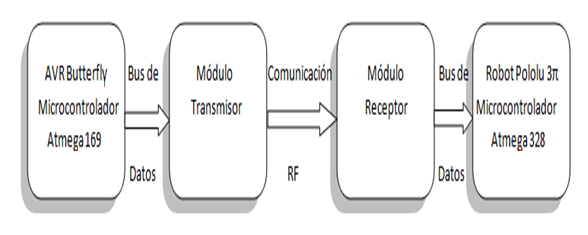 AVR Butterfly
Microcontrolador
Atmega 169
Bus de
Datos
Módulo
Transmisor
Comunicación
RF
Módulo
Receptor
Bus de
Datos
Robot Pololu 3π
Microcontrolador
Atmega 328